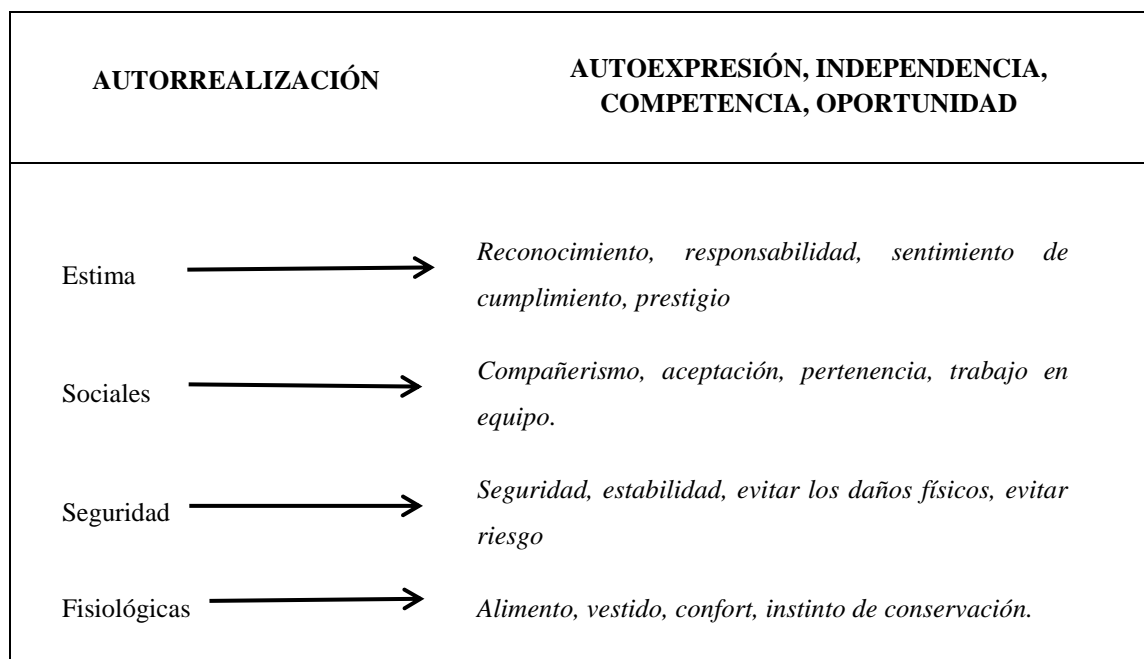 AUTORREALIZACIÓN
AUTOEXPRESIÓN, INDEPENDENCIA,
COMPETENCIA, OPORTUNIDAD
Estima
Reconocimiento, responsabilidad, sentimiento de
cumplimiento, prestigio
Sociales
Compañerismo, aceptación, pertenencia, trabajo en
equipo.
Seguridad
Seguridad, estabilidad, evitar los daños físicos, evitar
riesgo
Fisiológicas
Alimento, vestido, confort, instinto de conservación.